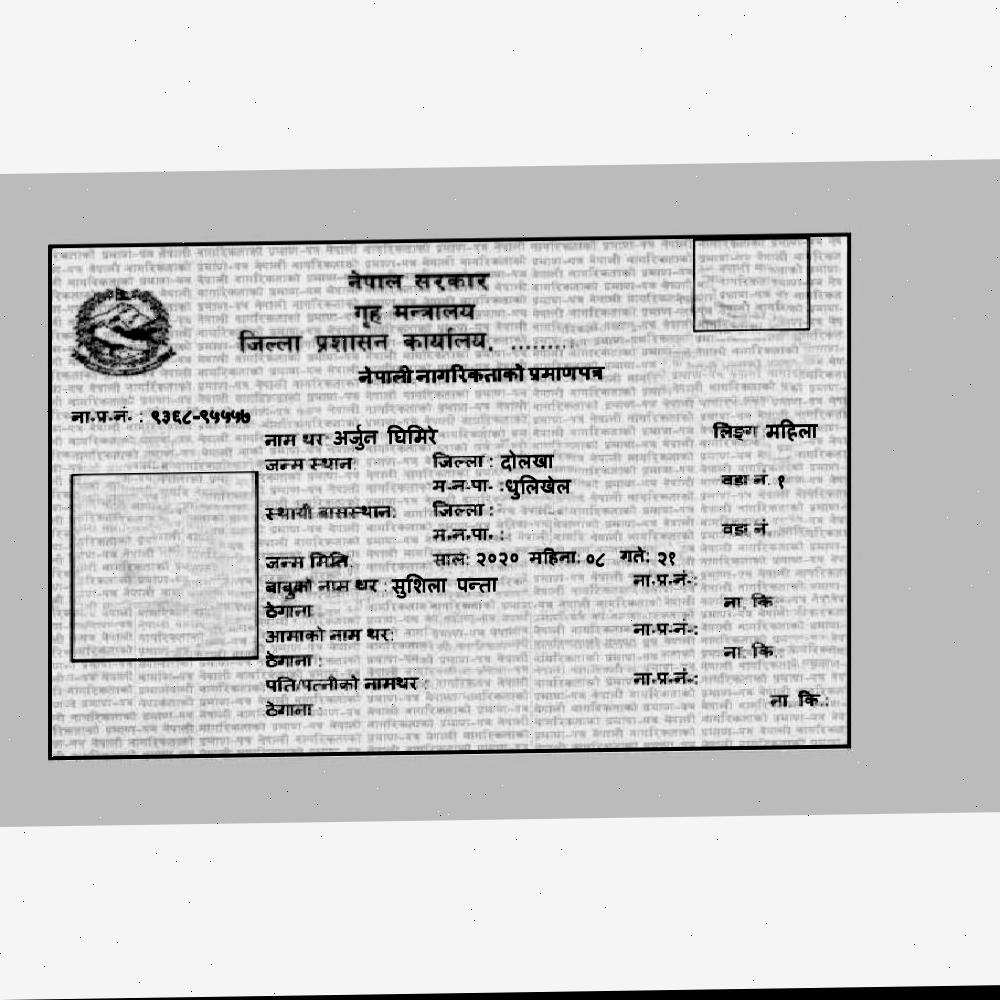 नेपाल सरकार
गृह मन्त्रालय
जिल्ला प्रशासन कार्यालय, .........
नेपाली नागरिकताको प्रमाणपत्र
ना.प्र.नं. : ९३६८-९५५५७
नाम थर: अर्जुन घिमिरे लिङ्ग महिला
जन्म स्थान जिल्ला : दोलखा
म.न.पा. : धुलिखेल वडा नं. १
स्थायी बासस्थान: जिल्ला :
म.न.पा. : वडा नं.
जन्म मिति: साल: २०२० महिना: ०८ गते: २१
बाबुको नाम थर : सुशिला पन्ता ना.प्र.नं.:
ठेगाना ना. कि.
आमाको नाम थर: ना.प्र.नं.:
ठेगाना : ना. कि.:
पति/पत्नीको नामथर : ना.प्र.नं.:
ठेगाना : ना. कि.: